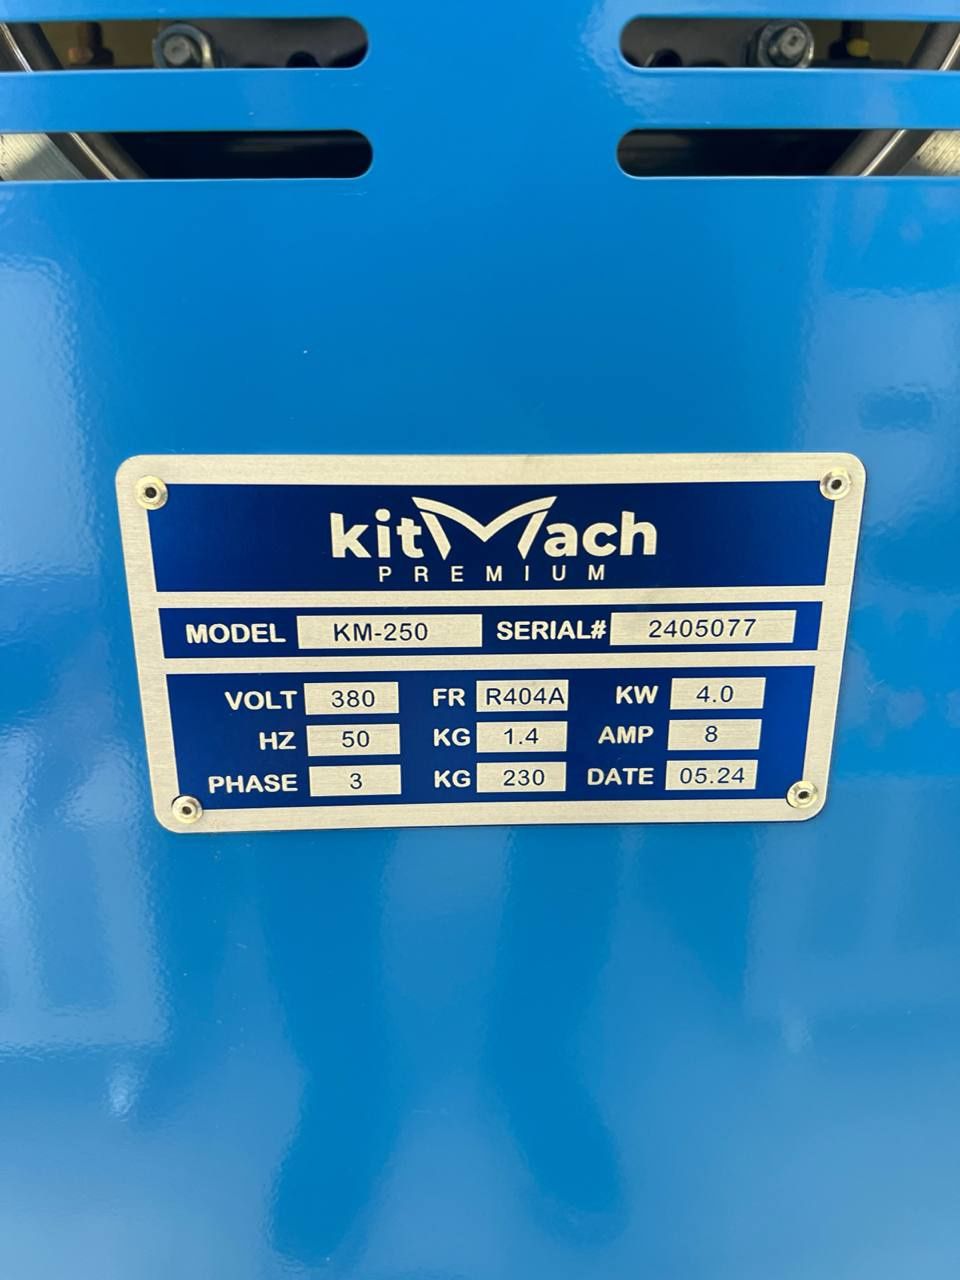 kitMach
PREMIUM
MODEL KM-250 SERIAL# 2405077
VOLT 380 FR R404A KW 4.0
HZ 50 KG 1.4 AMP 8
PHASE 3 KG 230 DATE 05.24